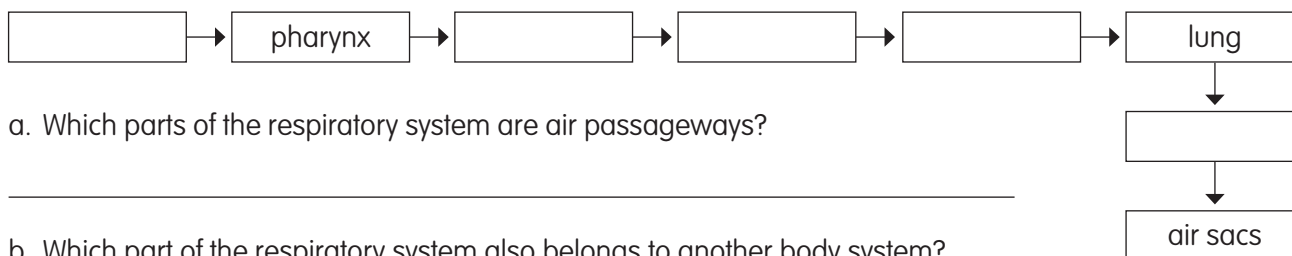 pharynx
lung
a. Which parts of the respiratory system are air passageways?
b. Which part of the respiratory system also belongs to another body system?
air sacs